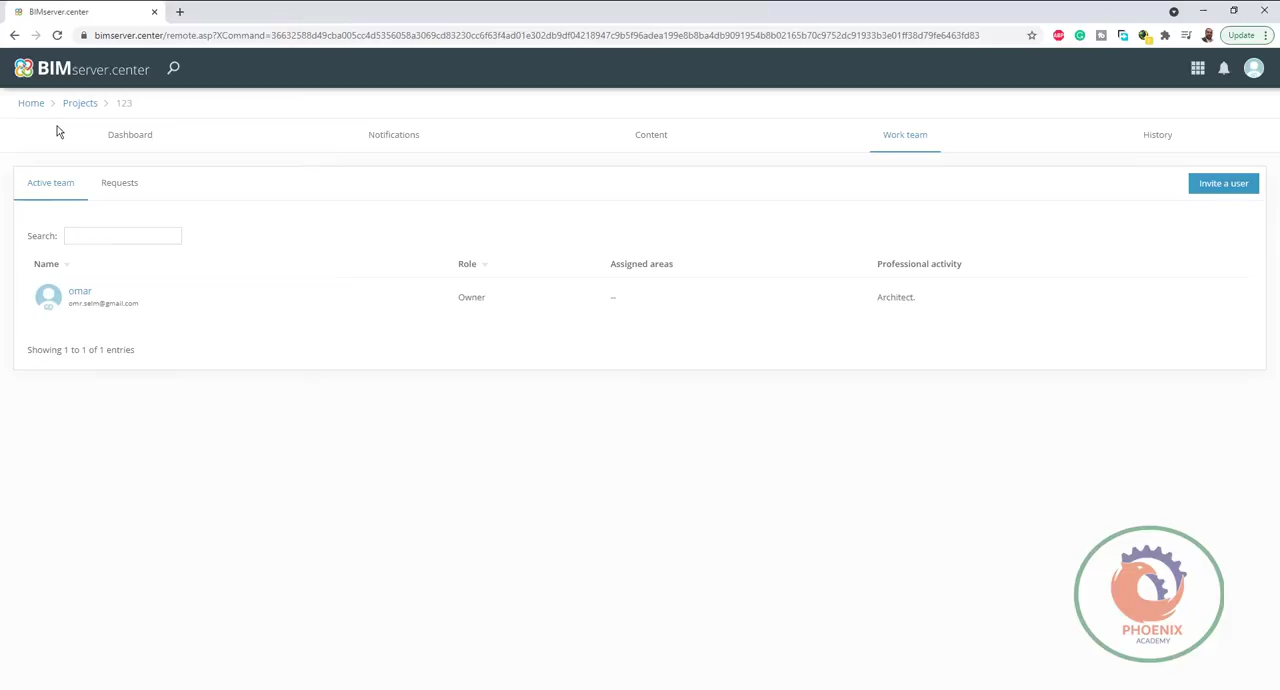 BIMserver.center
bimserver.center/remote.asp?XCommand=36632588d49cba005dc4d5356058a3069cd83230cc6f63f4ad01e302db9df04218947c9b5f96adea199e8b8ba4db9091954b8b02165b70c9752dc91933b3e01ff38d79fe6463fd83
ABP
Update
BIMserver.center
Home > Projects > 123
Dashboard Notifications Content Work team History
Active team Requests Invite a user
Search:
Name Role Assigned areas Professional activity
omar
omr.selm@gmail.com
Owner -- Architect.
Showing 1 to 1 of 1 entries
PHOENIX
ACADEMY